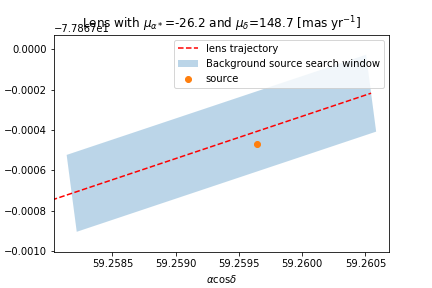 Lens with μα*=-26.2 and μδ=148.7 [mas yr⁻¹]
−7.7867e1
0.0000
−0.0002
−0.0004
−0.0006
−0.0008
−0.0010
lens trajectory
Background source search window
source
59.2585
59.2590
59.2595
59.2600
59.2605
αcosδ